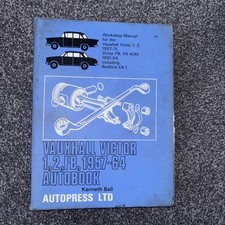 Workshop Manual
for the
Vauxhall Victor 1, 2,
1957-61
Victor FB, VX 4/90
1961-64
including
Bedford CA 1
VAUXHALL VICTOR
1,2,FB, 1957-64
AUTOBOOK
Kenneth Ball
AUTOPRESS LTD